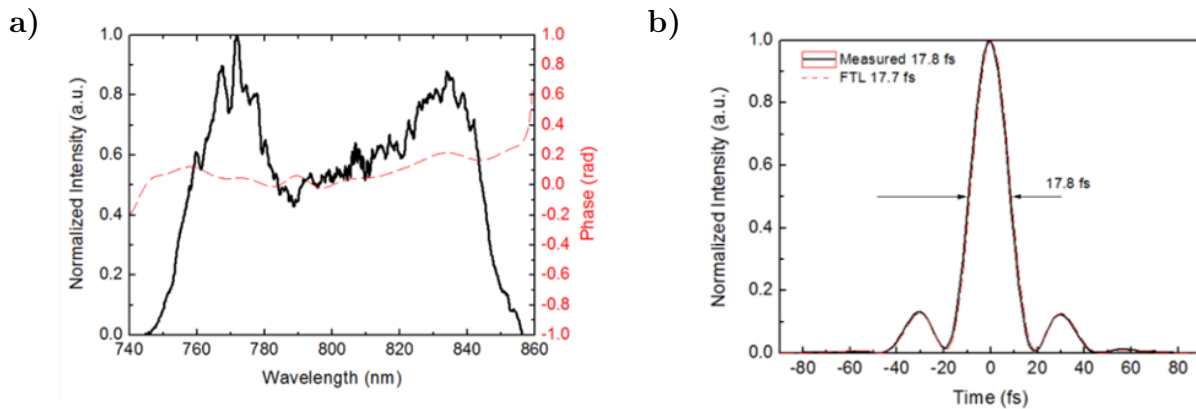 a)
Normalized Intensity (a.u.)
1.0
0.8
0.6
0.4
0.2
0.0
740 760 780 800 820 840 860
Wavelength (nm)
1.0
0.8
0.6
0.4
0.2
0.0
-0.2
-0.4
-0.6
-0.8
-1.0
Phase (rad)
b)
Normalized Intensity (a.u.)
1.0
0.8
0.6
0.4
0.2
0.0
Measured 17.8 fs
FTL 17.7 fs
17.8 fs
-80 -60 -40 -20 0 20 40 60 80
Time (fs)